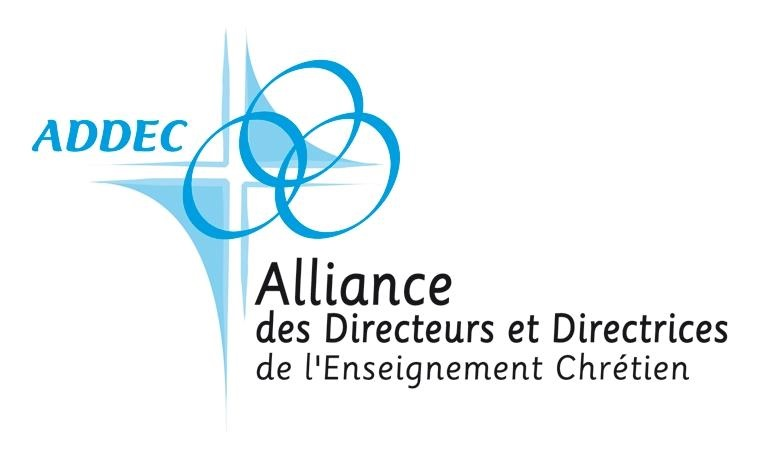 ADDEC
Alliance
des Directeurs et Directrices
de l'Enseignement Chrétien